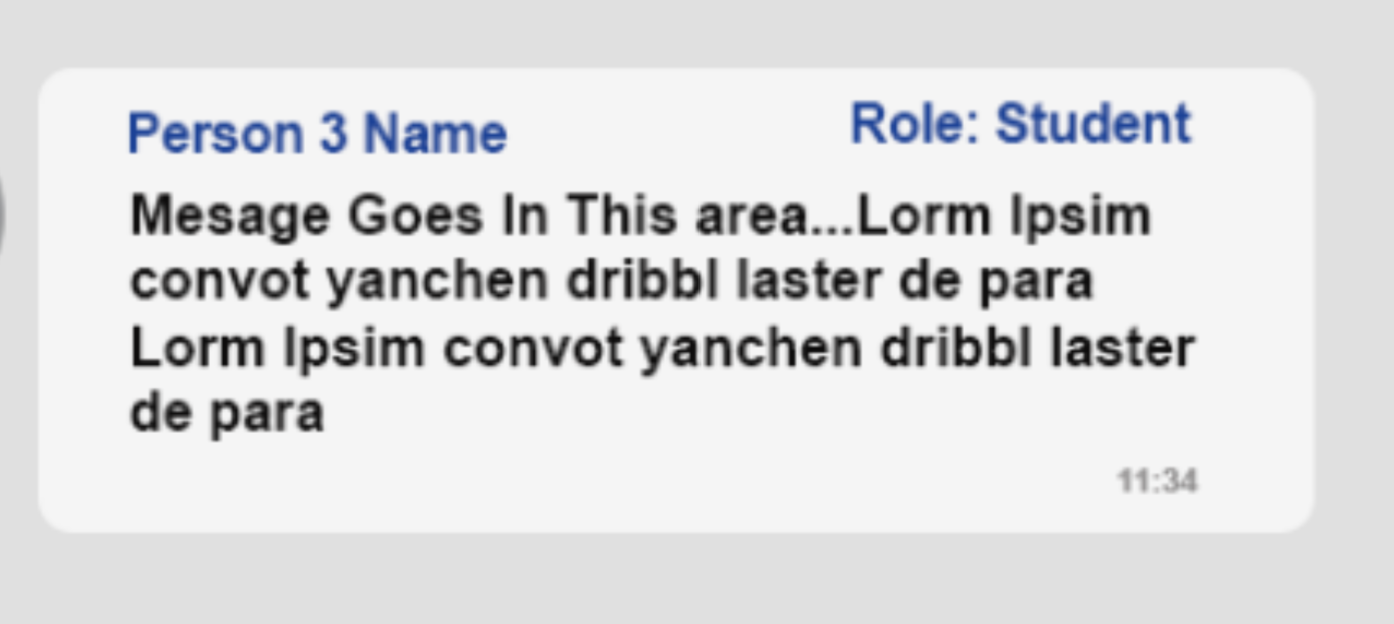 Person 3 Name Role: Student
Mesage Goes In This area...Lorm Ipsim
convot yanchen dribbl laster de para
Lorm Ipsim convot yanchen dribbl laster
de para
11:34